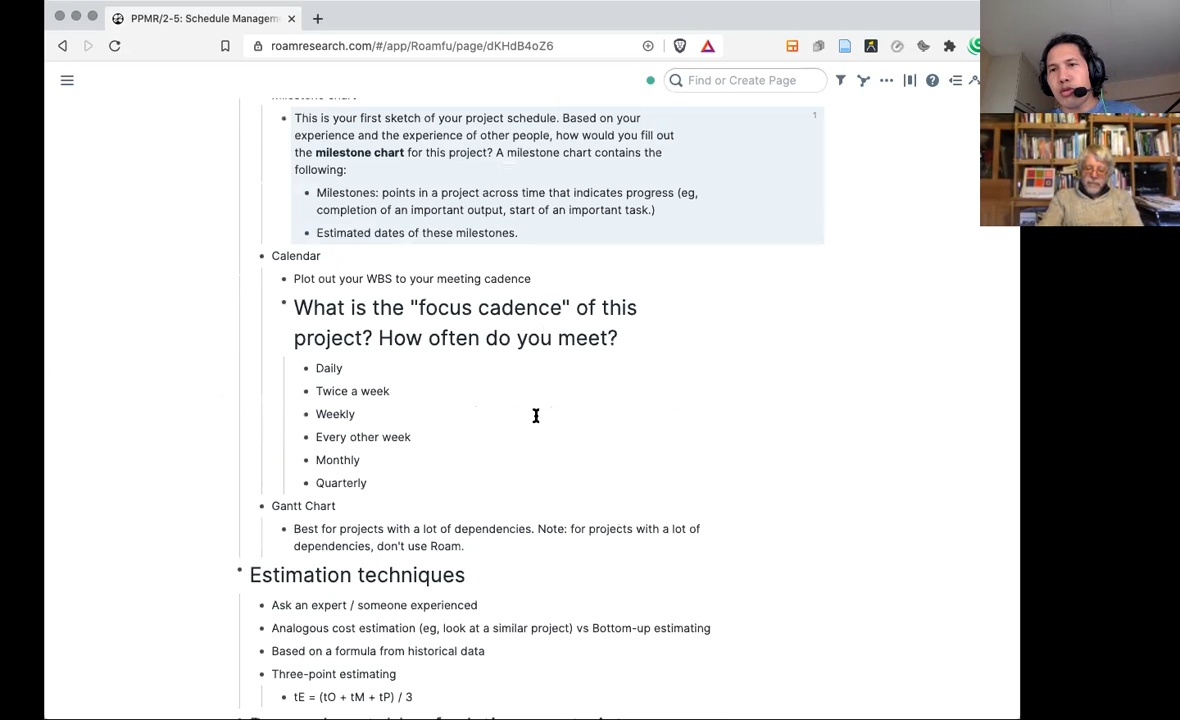 PPMR/2-5: Schedule Managem
roamresearch.com/#/app/Roamfu/page/dKHdB4oZ6
Find or Create Page
This is your first sketch of your project schedule. Based on your
experience and the experience of other people, how would you fill out
the milestone chart for this project? A milestone chart contains the
following:
1
Milestones: points in a project across time that indicates progress (eg,
completion of an important output, start of an important task.)
Estimated dates of these milestones.
Calendar
Plot out your WBS to your meeting cadence
What is the "focus cadence" of this
project? How often do you meet?
Daily
Twice a week
Weekly
Every other week
Monthly
Quarterly
Gantt Chart
Best for projects with a lot of dependencies. Note: for projects with a lot of
dependencies, don't use Roam.
Estimation techniques
Ask an expert / someone experienced
Analogous cost estimation (eg, look at a similar project) vs Bottom-up estimating
Based on a formula from historical data
Three-point estimating
tE = (tO + tM + tP) / 3